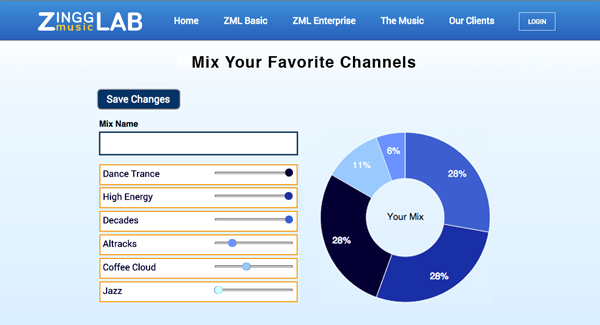 ZINGG music LAB
Home ZML Basic ZML Enterprise The Music Our Clients LOGIN
Mix Your Favorite Channels
Save Changes
Mix Name
Dance Trance
High Energy
Decades
Altracks
Coffee Cloud
Jazz
6%
11%
28%
Your Mix
28%
28%